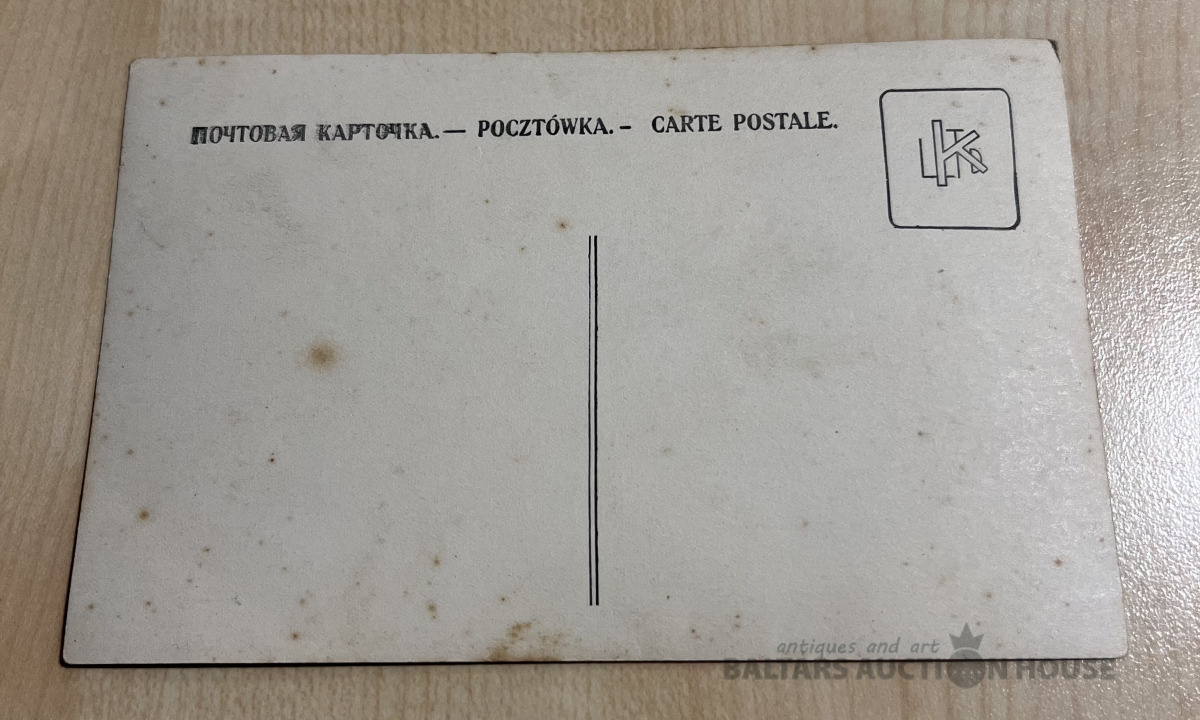 ПОЧТОВАЯ КАРТОЧКА. — POCZTÓWKA. – CARTE POSTALE.
antiques and art
BALTARS AUCTION HOUSE